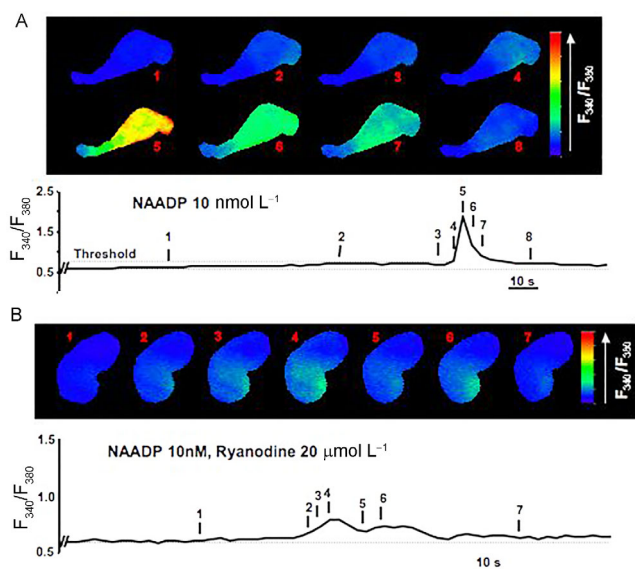 A
1 2 3 4
5 6 7 8
F340/F380
2.5
1.5
0.5
F340/F380
NAADP 10 nmol L–1
Threshold
1 2 3 4 5 6 7 8
10 s
B
1 2 3 4 5 6 7
F340/F380
1.5
1.0
0.5
F340/F380
NAADP 10nM, Ryanodine 20 μmol L–1
1 2 3 4 5 6 7
10 s